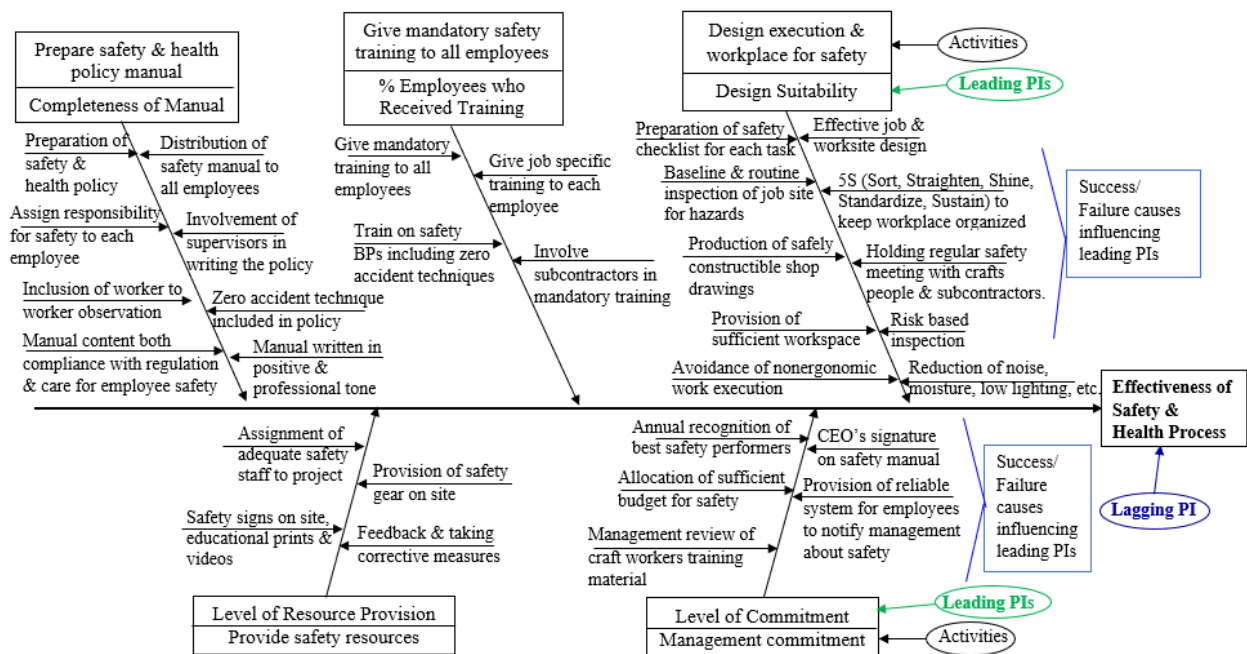 Prepare safety & health
policy manual
Completeness of Manual
Give mandatory safety
training to all employees
% Employees who
Received Training
Design execution &
workplace for safety
Design Suitability
Activities
Leading PIs
Preparation of
safety &
health policy
Distribution of
safety manual to
all employees
Assign responsibility
for safety to each
employee
Involvement of
supervisors in
writing the policy
Inclusion of worker to
worker observation
Zero accident technique
included in policy
Manual content both
compliance with regulation
& care for employee safety
Manual written in
positive &
professional tone
Give mandatory
training to all
employees
Give job specific
training to each
employee
Train on safety
BPs including zero
accident techniques
Involve
subcontractors in
mandatory training
Preparation of safety
checklist for each task
Effective job &
worksite design
Baseline & routine
inspection of job site
for hazards
5S (Sort, Straighten, Shine,
Standardize, Sustain) to
keep workplace organized
Production of safely
constructible shop
drawings
Holding regular safety
meeting with crafts
people & subcontractors.
Provision of
sufficient workspace
Risk based
inspection
Avoidance of nonergonomic
work execution
Reduction of noise,
moisture, low lighting, etc.
Success/
Failure causes
influencing
leading PIs
Effectiveness of
Safety &
Health Process
Lagging PI
Assignment of
adequate safety
staff to project
Provision of safety
gear on site
Safety signs on site,
educational prints &
videos
Feedback & taking
corrective measures
Level of Resource Provision
Provide safety resources
Annual recognition of
best safety performers
CEO's signature
on safety manual
Allocation of sufficient
budget for safety
Provision of reliable
system for employees
to notify management
about safety
Management review of
craft workers training
material
Success/
Failure
causes
influencing
leading PIs
Level of Commitment
Management commitment
Leading PIs
Activities